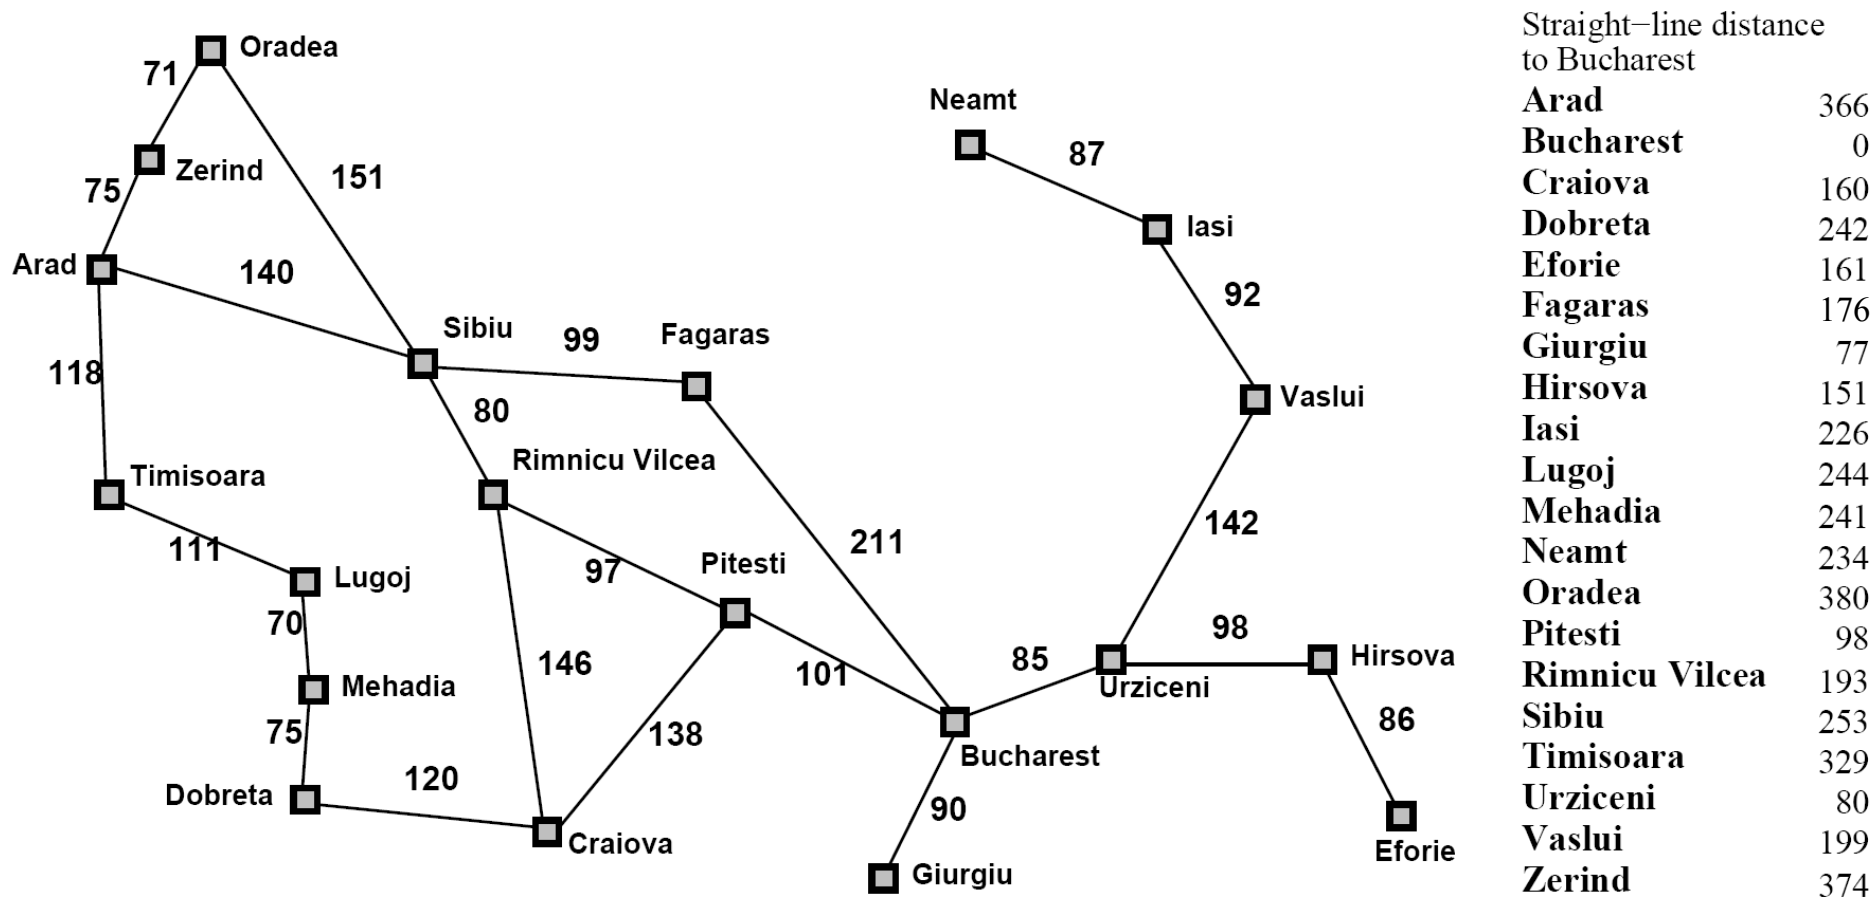 Oradea
71
Neamt
87
Zerind
151
75
Iasi
Arad
140
92
Sibiu
99
Fagaras
118
80
Vaslui
Timisoara
Rimnicu Vilcea
111
Lugoj
97
Pitesti
211
142
70
146
98
Mehadia
101
85
Hirsova
Urziceni
75
138
86
Dobreta
120
Bucharest
90
Craiova
Eforie
Giurgiu
Straight−line distance
to Bucharest
Arad 366
Bucharest 0
Craiova 160
Dobreta 242
Eforie 161
Fagaras 176
Giurgiu 77
Hirsova 151
Iasi 226
Lugoj 244
Mehadia 241
Neamt 234
Oradea 380
Pitesti 98
Rimnicu Vilcea 193
Sibiu 253
Timisoara 329
Urziceni 80
Vaslui 199
Zerind 374